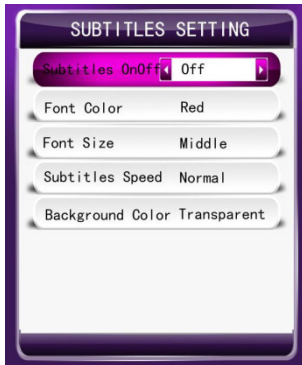 SUBTITLES SETTING
Subtitles OnOff Off
Font Color Red
Font Size Middle
Subtitles Speed Normal
Background Color Transparent